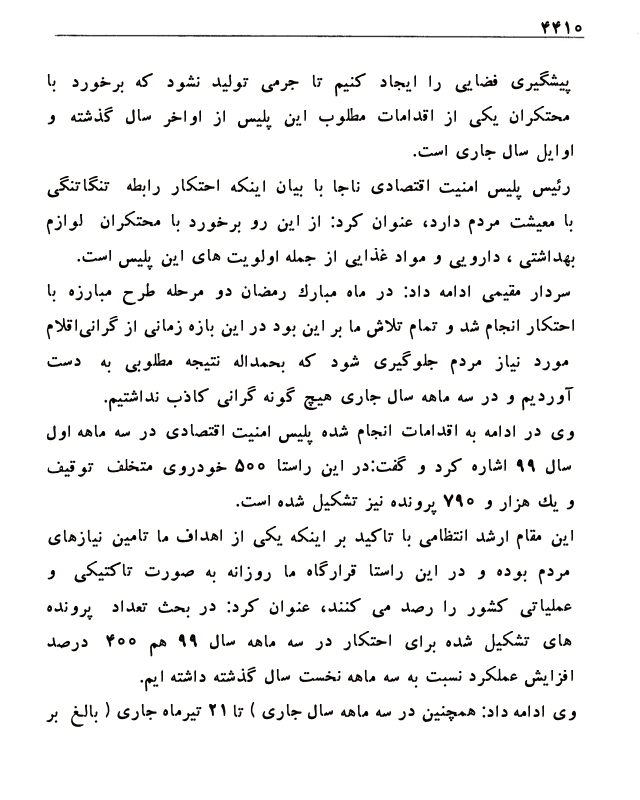 ۴۴۱۰
پیشگیری فضایی را ایجاد کنیم تا جرمی تولید نشود که برخورد با
محتکران یکی از اقدامات مطلوب این پلیس از اواخر سال گذشته و
اوایل سال جاری است.
رئیس پلیس امنیت اقتصادی ناجا با بیان اینکه احتکار رابطه تنگاتنگی
با معیشت مردم دارد، عنوان کرد: از این رو برخورد با محتکران لوازم
بهداشتی ، دارویی و مواد غذایی از جمله اولویت های این پلیس است.
سردار مقیمی ادامه داد: در ماه مبارك رمضان دو مرحله طرح مبارزه با
احتکار انجام شد و تمام تلاش ما بر این بود در این بازه زمانی از گرانی‌اقلام
مورد نیاز مردم جلوگیری شود که بحمداله نتیجه مطلوبی به دست
آوردیم و در سه ماهه سال جاری هیچ گونه گرانی کاذب نداشتیم.
وی در ادامه به اقدامات انجام شده پلیس امنیت اقتصادی در سه ماهه اول
سال ۹۹ اشاره کرد و گفت:در این راستا ۵۰۰ خودروی متخلف توقیف
و یك هزار و ۷۹۰ پرونده نیز تشکیل شده است.
این مقام ارشد انتظامی با تاکید بر اینکه یکی از اهداف ما تامین نیازهای
مردم بوده و در این راستا قرارگاه ما روزانه به صورت تاکتیکی و
عملیاتی کشور را رصد می کنند، عنوان کرد: در بحث تعداد پرونده
های تشکیل شده برای احتکار در سه ماهه سال ۹۹ هم ۴۰۰ درصد
افزایش عملکرد نسبت به سه ماهه نخست سال گذشته داشته ایم.
وی ادامه داد: همچنین در سه ماهه سال جاری ) تا ۲۱ تیرماه جاری ( بالغ بر